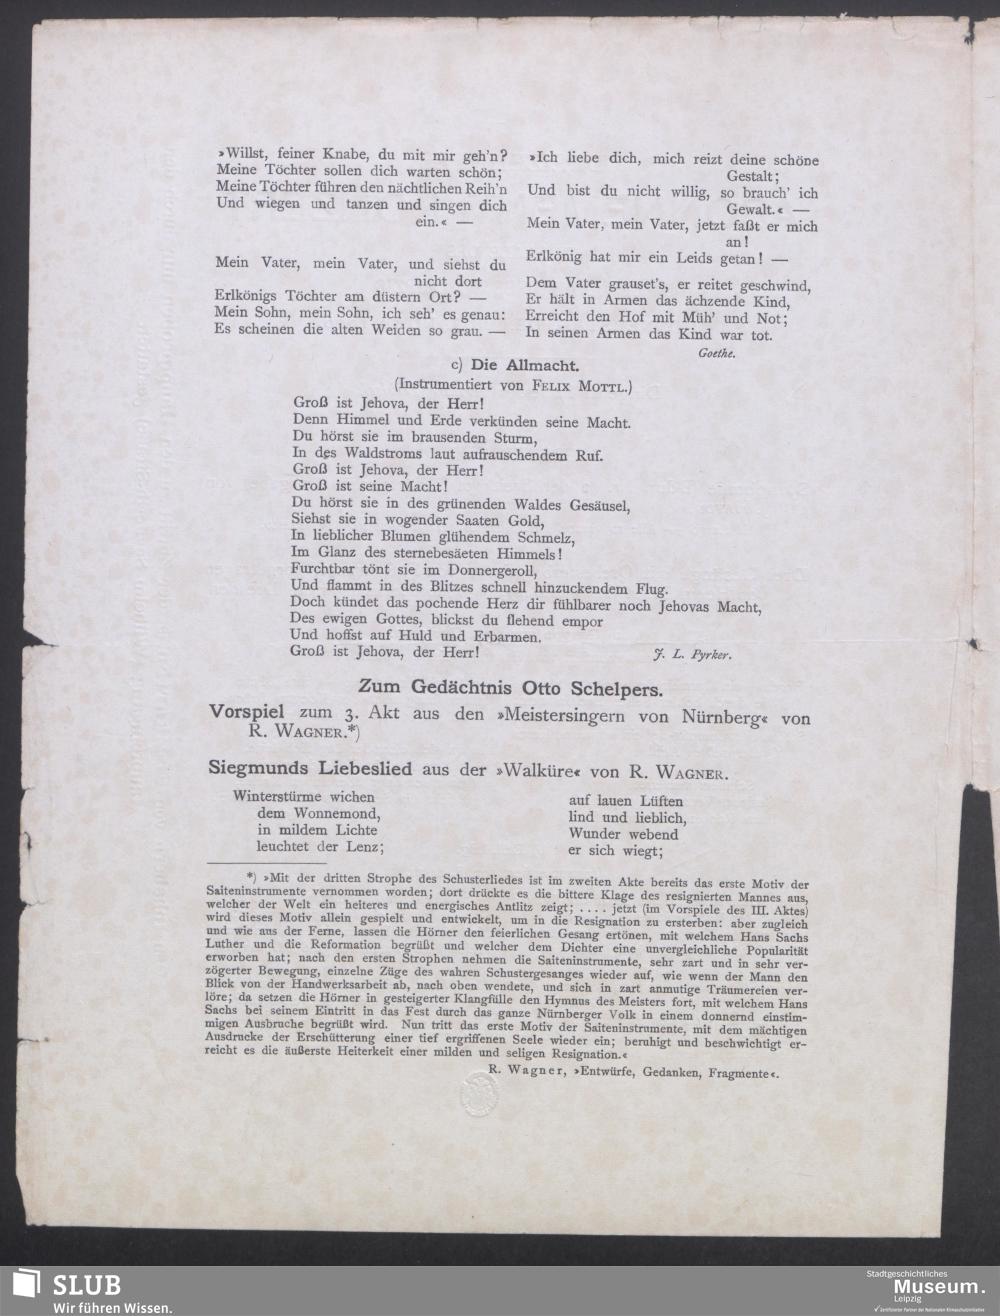 »Willst, feiner Knabe, du mit mir geh'n?
Meine Töchter sollen dich warten schön;
Meine Töchter führen den nächtlichen Reih'n
Und wiegen und tanzen und singen dich
ein.« —
Mein Vater, mein Vater, und siehst du
nicht dort
Erlkönigs Töchter am düstern Ort? —
Mein Sohn, mein Sohn, ich seh' es genau:
Es scheinen die alten Weiden so grau. —
»Ich liebe dich, mich reizt deine schöne
Gestalt;
Und bist du nicht willig, so brauch' ich
Gewalt.« —
Mein Vater, mein Vater, jetzt faßt er mich
an!
Erlkönig hat mir ein Leids getan! —
Dem Vater grauset's, er reitet geschwind,
Er hält in Armen das ächzende Kind,
Erreicht den Hof mit Müh' und Not;
In seinen Armen das Kind war tot.
Goethe.
c) Die Allmacht.
(Instrumentiert von FELIX MOTTL.)
Groß ist Jehova, der Herr!
Denn Himmel und Erde verkünden seine Macht.
Du hörst sie im brausenden Sturm,
In des Waldstroms laut aufrauschendem Ruf.
Groß ist Jehova, der Herr!
Groß ist seine Macht!
Du hörst sie in des grünenden Waldes Gesäusel,
Siehst sie in wogender Saaten Gold,
In lieblicher Blumen glühendem Schmelz,
Im Glanz des sternebesäeten Himmels!
Furchtbar tönt sie im Donnergeroll,
Und flammt in des Blitzes schnell hinzuckendem Flug.
Doch kündet das pochende Herz dir fühlbarer noch Jehovas Macht,
Des ewigen Gottes, blickst du flehend empor
Und hoffst auf Huld und Erbarmen.
Groß ist Jehova, der Herr! J. L. Pyrker.
Zum Gedächtnis Otto Schelpers.
Vorspiel zum 3. Akt aus den »Meistersingern von Nürnberg« von
R. WAGNER.*)
Siegmunds Liebeslied aus der »Walküre« von R. WAGNER.
Winterstürme wichen
dem Wonnemond,
in mildem Lichte
leuchtet der Lenz;
auf lauen Lüften
lind und lieblich,
Wunder webend
er sich wiegt;
*) »Mit der dritten Strophe des Schusterliedes ist im zweiten Akte bereits das erste Motiv der
Saiteninstrumente vernommen worden; dort drückte es die bittere Klage des resignierten Mannes aus,
welcher der Welt ein heiteres und energisches Antlitz zeigt; .... jetzt (im Vorspiele des III. Aktes)
wird dieses Motiv allein gespielt und entwickelt, um in die Resignation zu ersterben: aber zugleich
und wie aus der Ferne, lassen die Hörner den feierlichen Gesang ertönen, mit welchem Hans Sachs
Luther und die Reformation begrüßt und welcher dem Dichter eine unvergleichliche Popularität
erworben hat; nach den ersten Strophen nehmen die Saiteninstrumente, sehr zart und in sehr ver-
zögerter Bewegung, einzelne Züge des wahren Schustergesanges wieder auf, wie wenn der Mann den
Blick von der Handwerksarbeit ab, nach oben wendete, und sich in zart anmutige Träumereien ver-
löre; da setzen die Hörner in gesteigerter Klangfülle den Hymnus des Meisters fort, mit welchem Hans
Sachs bei seinem Eintritt in das Fest durch das ganze Nürnberger Volk in einem donnernd einstim-
migen Ausbruche begrüßt wird. Nun tritt das erste Motiv der Saiteninstrumente, mit dem mächtigen
Ausdrucke der Erschütterung einer tief ergriffenen Seele wieder ein; beruhigt und beschwichtigt er-
reicht es die äußerste Heiterkeit einer milden und seligen Resignation.«
R. Wagner, »Entwürfe, Gedanken, Fragmente«.
SLUB
Wir führen Wissen.
Stadtgeschichtliches
Museum.
Leipzig
Zertifizierter Partner der Nationalen Klimaschutzinitiative